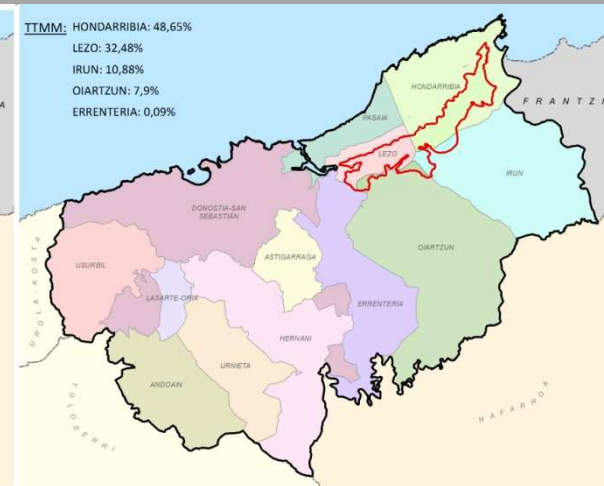 TTMM: HONDARRIBIA: 48,65%
LEZO: 32,48%
IRUN: 10,88%
OIARTZUN: 7,9%
ERRENTERIA: 0,09%
HONDARRIBIA
FRANTZI
A
PASAIA
LEZO
IRUN
DONOSTIA-SAN
SEBASTIÁN
OIARTZUN
ASTIGARRAGA
USURBIL
UROLA-KOSTA
LASARTE-ORIA
ERRENTERIA
HERNANI
URNIETA
ANDOAIN
TOLOSERRI
NAFARROA